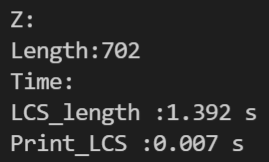 Z:
Length:702
Time:
LCS_length :1.392 s
Print_LCS :0.007 s